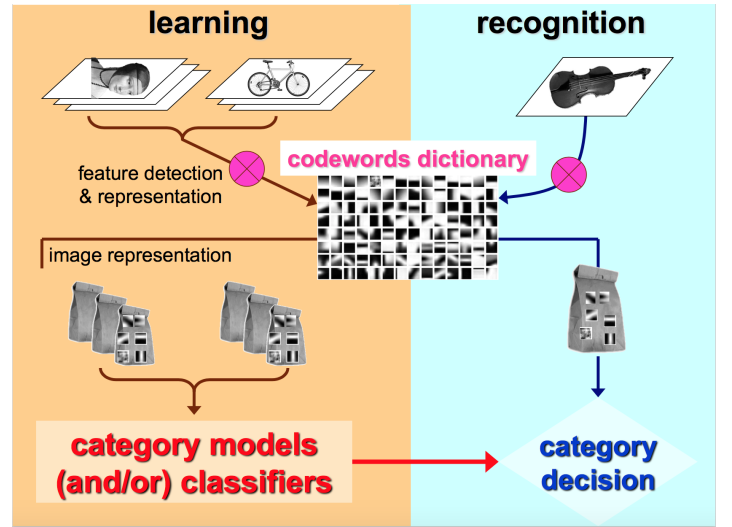 learning
recognition
codewords dictionary
feature detection
& representation
image representation
category models
(and/or) classifiers
category
decision